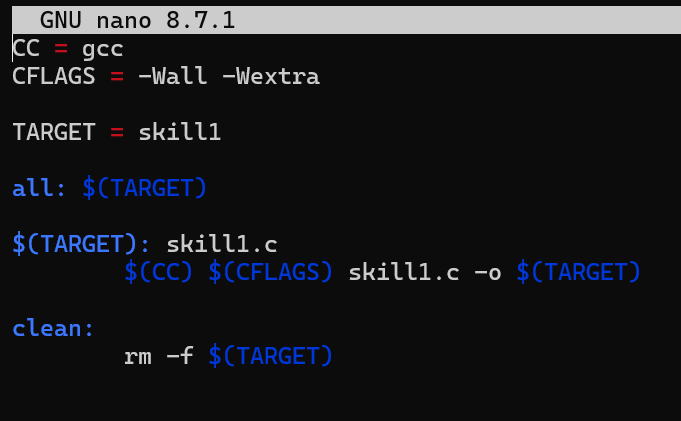 GNU nano 8.7.1
CC = gcc
CFLAGS = -Wall -Wextra
TARGET = skill1
all: $(TARGET)
$(TARGET): skill1.c
$(CC) $(CFLAGS) skill1.c -o $(TARGET)
clean:
rm -f $(TARGET)